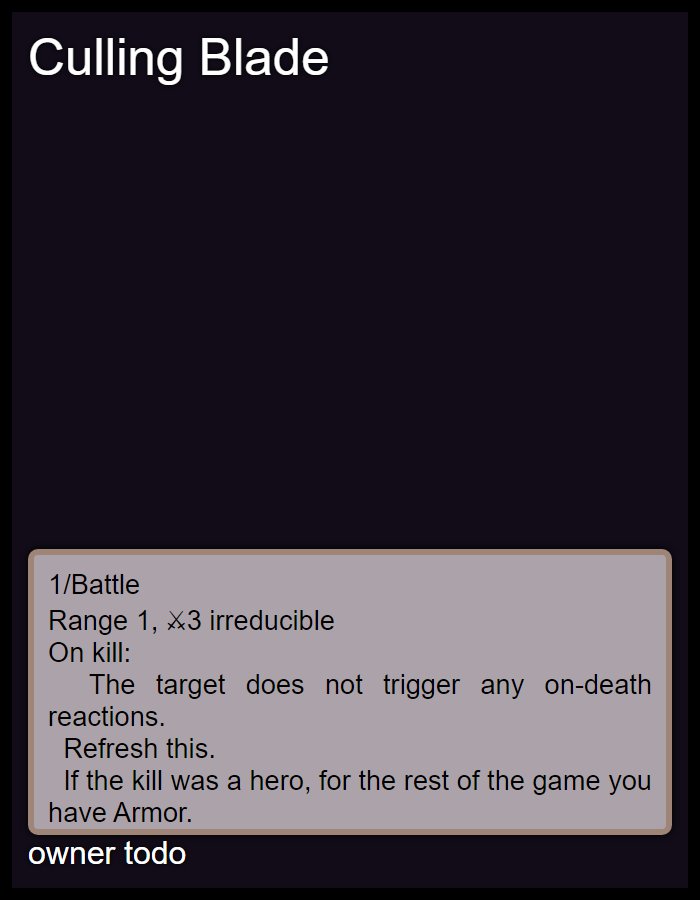 Culling Blade
1/Battle
Range 1, ⚔3 irreducible
On kill:
The target does not trigger any on-death
reactions.
Refresh this.
If the kill was a hero, for the rest of the game you
have Armor.
owner todo